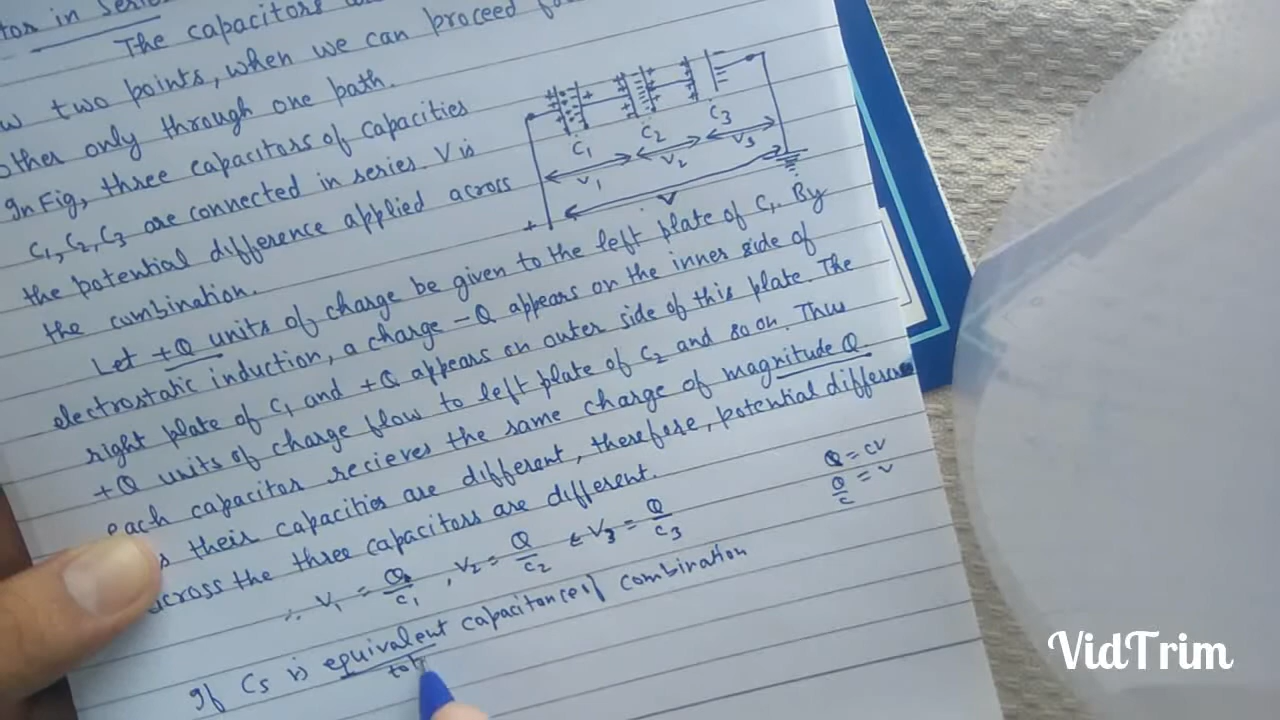 tor in Seri
The capacitors a
w two points, when we can proceed f
other only through one path.
In Fig, three capacitors of capacities
C1, C2, C3 are connected in series. V is
the potential difference applied across
the combination.
C1 C2 C3
V1 V2 V3
V
+
Let +Q units of charge be given to the left plate of C1. By
electrostatic induction, a charge -Q appears on the inner side of
right plate of C1 and +Q appears on outer side of this plate. The
+Q units of charge flow to left plate of C2 and so on. Thus
each capacitor recieves the same charge of magnitude Q
s their capacities are different, therefore, potential differen
across the three capacitors are different.
Q = CV
Q/C = V
∴ V1 = Q/C1, V2 = Q/C2 & V3 = Q/C3
If Cs is equivalent capacitance of combination
tot
VidTrim